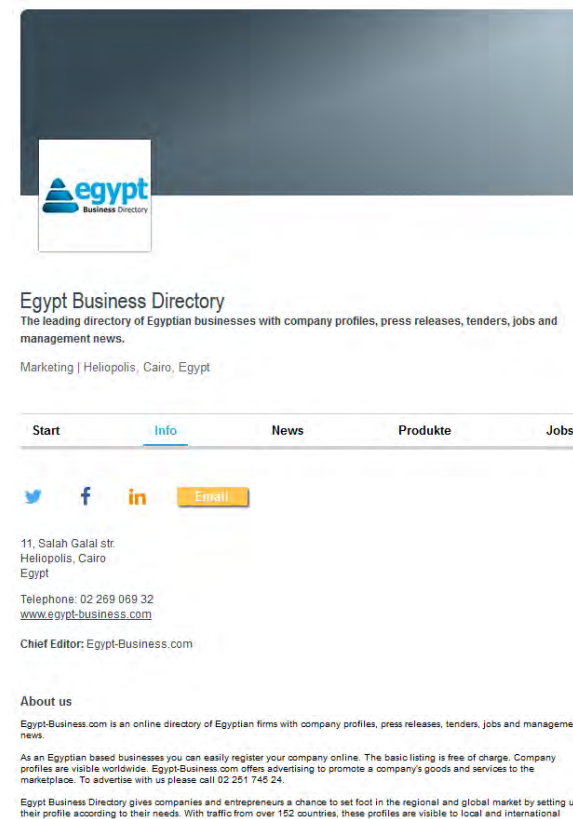 egypt
Business Directory
Egypt Business Directory
The leading directory of Egyptian businesses with company profiles, press releases, tenders, jobs and
management news.
Marketing | Heliopolis, Cairo, Egypt
Start Info News Produkte Jobs
Email
11, Salah Galal str.
Heliopolis, Cairo
Egypt
Telephone: 02 269 069 32
www.egypt-business.com
Chief Editor: Egypt-Business.com
About us
Egypt-Business.com is an online directory of Egyptian firms with company profiles, press releases, tenders, jobs and manageme
news.
As an Egyptian based businesses you can easily register your company online. The basic listing is free of charge. Company
profiles are visible worldwide. Egypt-Business.com offers advertising to promote a company's goods and services to the
marketplace. To advertise with us please call 02 251 745 24.
Egypt Business Directory gives companies and entrepreneurs a chance to set foot in the regional and global market by setting u
their profile according to their needs. With traffic from over 152 countries, these profiles are visible to local and international